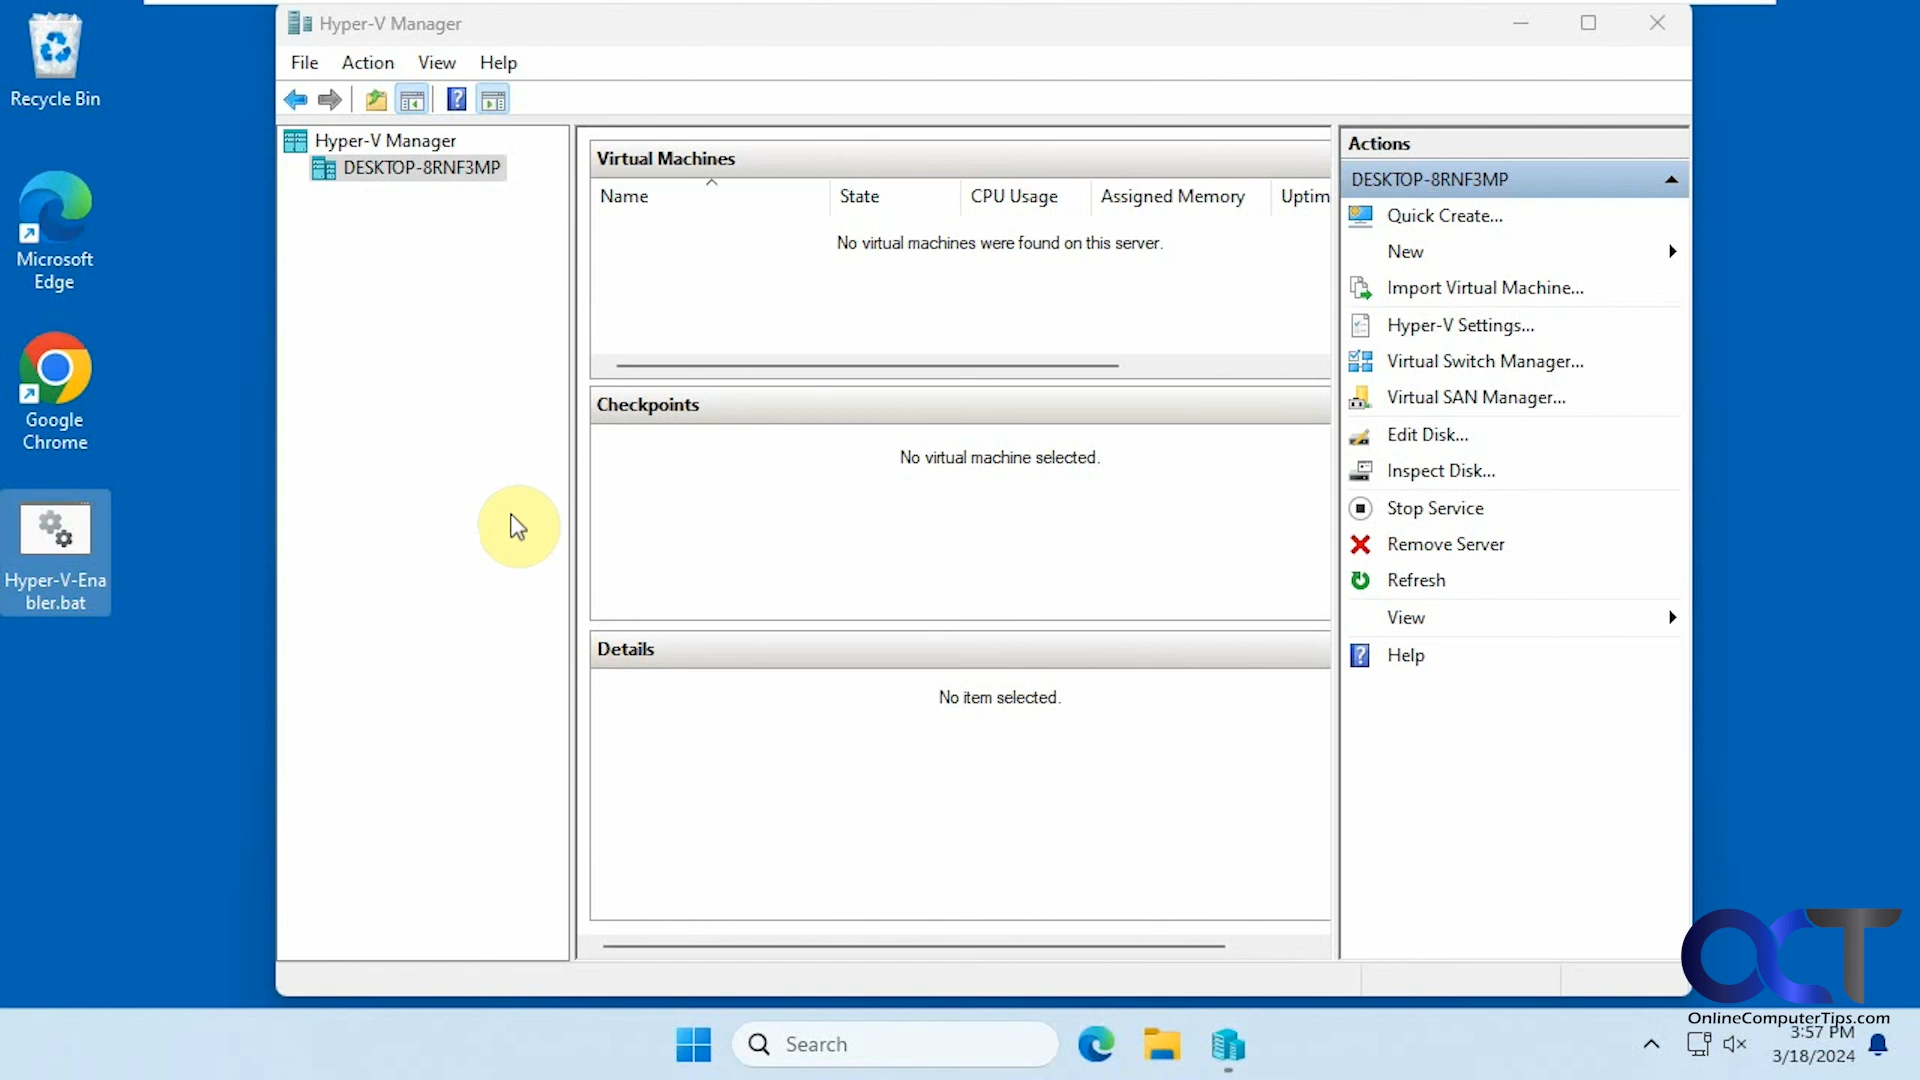 Recycle Bin
Microsoft
Edge
Google
Chrome
Hyper-V-Ena
bler.bat
Hyper-V Manager
File Action View Help
Hyper-V Manager
DESKTOP-8RNF3MP
Virtual Machines
Name State CPU Usage Assigned Memory Uptim
No virtual machines were found on this server.
Checkpoints
No virtual machine selected.
Details
No item selected.
Actions
DESKTOP-8RNF3MP
Quick Create...
New
Import Virtual Machine...
Hyper-V Settings...
Virtual Switch Manager...
Virtual SAN Manager...
Edit Disk...
Inspect Disk...
Stop Service
Remove Server
Refresh
View
Help
OCT
OnlineComputerTips.com
Search
3:57 PM
3/18/2024